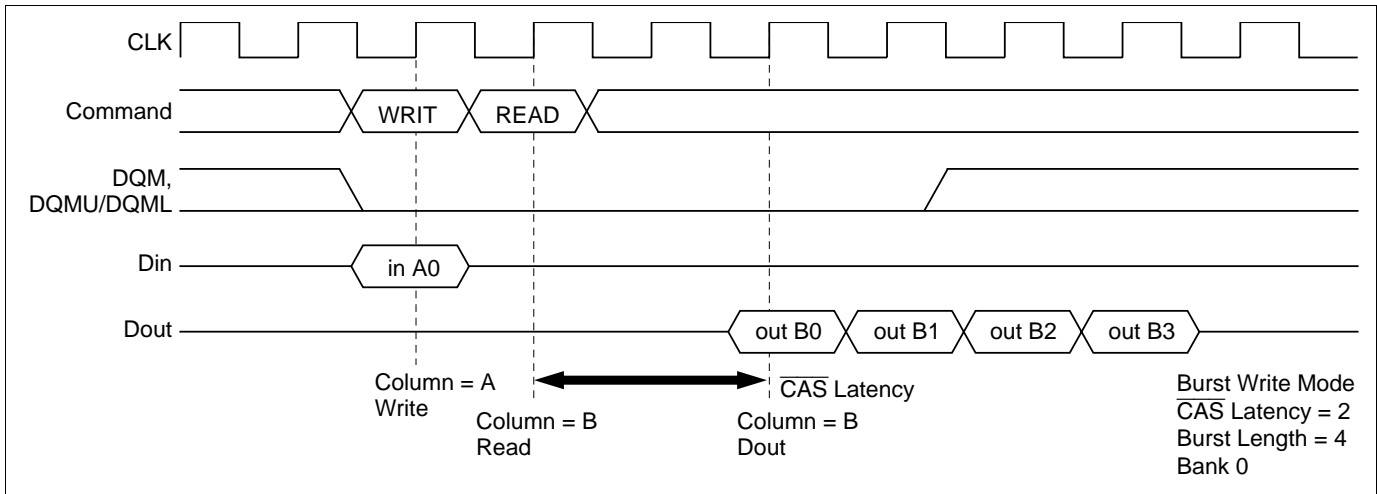 CLK
Command
WRIT
READ
DQM,
DQMU/DQML
Din
in A0
Dout
out B0
out B1
out B2
out B3
Column = A
Write
Column = B
Read
CAS Latency
Column = B
Dout
Burst Write Mode
CAS Latency = 2
Burst Length = 4
Bank 0